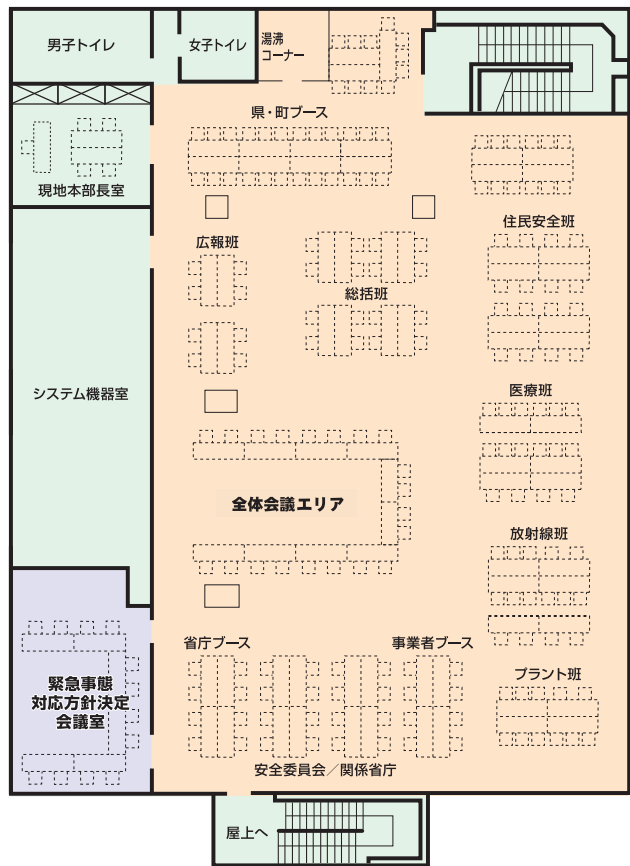 男子トイレ
女子トイレ
湯沸
コーナー
県・町ブース
現地本部長室
住民安全班
広報班
総括班
システム機器室
医療班
全体会議エリア
放射線班
省庁ブース
事業者ブース
緊急事態
対応方針決定
会議室
プラント班
安全委員会／関係省庁
屋上へ